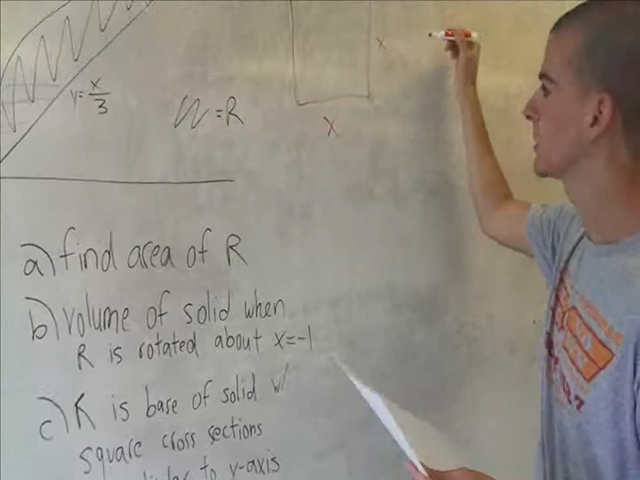 y=x/3
=R
x
x
a) find area of R
b) volume of solid when
R is rotated about x=-1
c) R is base of solid w/
square cross sections
to y-axis